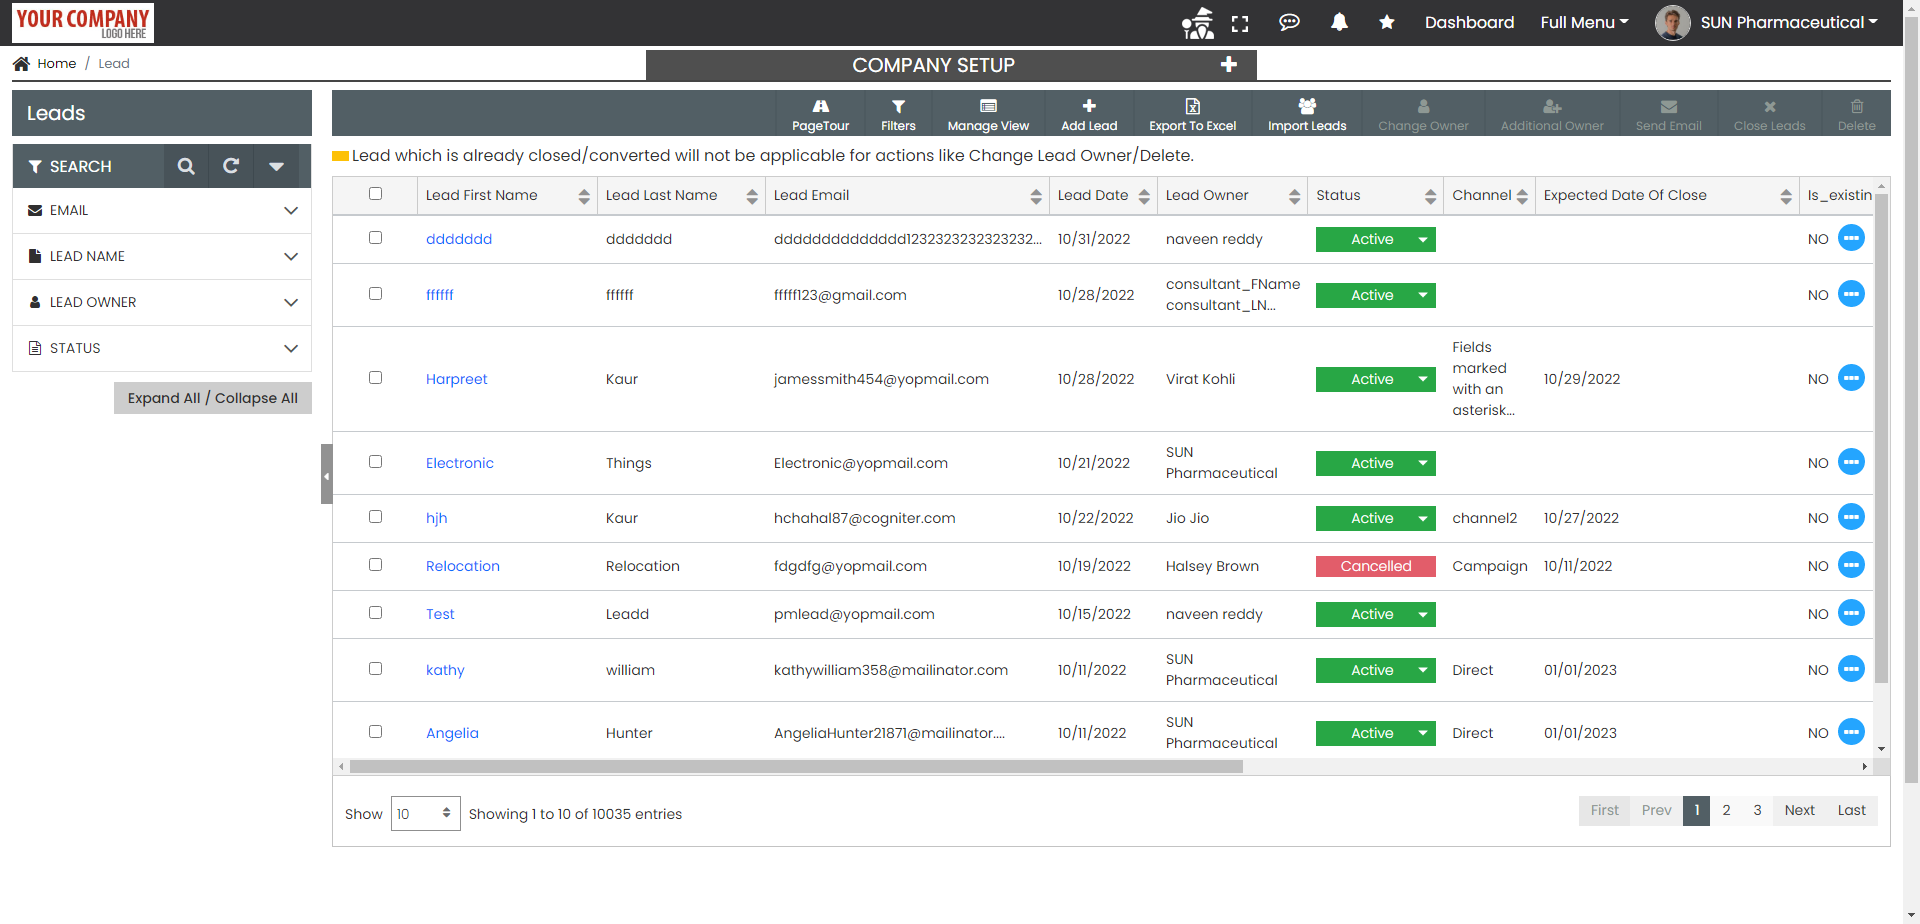 YOUR COMPANY
LOGO HERE
Dashboard
Full Menu
SUN Pharmaceutical
Home / Lead
COMPANY SETUP
Leads
PageTour
Filters
Manage View
Add Lead
Export To Excel
Import Leads
Change Owner
Additional Owner
Send Email
Close Leads
Delete
SEARCH
EMAIL
LEAD NAME
LEAD OWNER
STATUS
Expand All / Collapse All
Lead which is already closed/converted will not be applicable for actions like Change Lead Owner/Delete.
Lead First Name Lead Last Name Lead Email Lead Date Lead Owner Status Channel Expected Date Of Close Is_existin
ddddddd ddddddd dddddddddddddd1232323232323232... 10/31/2022 naveen reddy Active NO
ffffff ffffff fffff123@gmail.com 10/28/2022 consultant_FName consultant_LN... Active NO
Harpreet Kaur jamessmith454@yopmail.com 10/28/2022 Virat Kohli Active Fields marked with an asterisk... 10/29/2022 NO
Electronic Things Electronic@yopmail.com 10/21/2022 SUN Pharmaceutical Active NO
hjh Kaur hchahal87@cogniter.com 10/22/2022 Jio Jio Active channel2 10/27/2022 NO
Relocation Relocation fdgdfg@yopmail.com 10/19/2022 Halsey Brown Cancelled Campaign 10/11/2022 NO
Test Leadd pmlead@yopmail.com 10/15/2022 naveen reddy Active NO
kathy william kathywilliam358@mailinator.com 10/11/2022 SUN Pharmaceutical Active Direct 01/01/2023 NO
Angelia Hunter AngeliaHunter21871@mailinator.... 10/11/2022 SUN Pharmaceutical Active Direct 01/01/2023 NO
Show 10 Showing 1 to 10 of 10035 entries
First Prev 1 2 3 Next Last